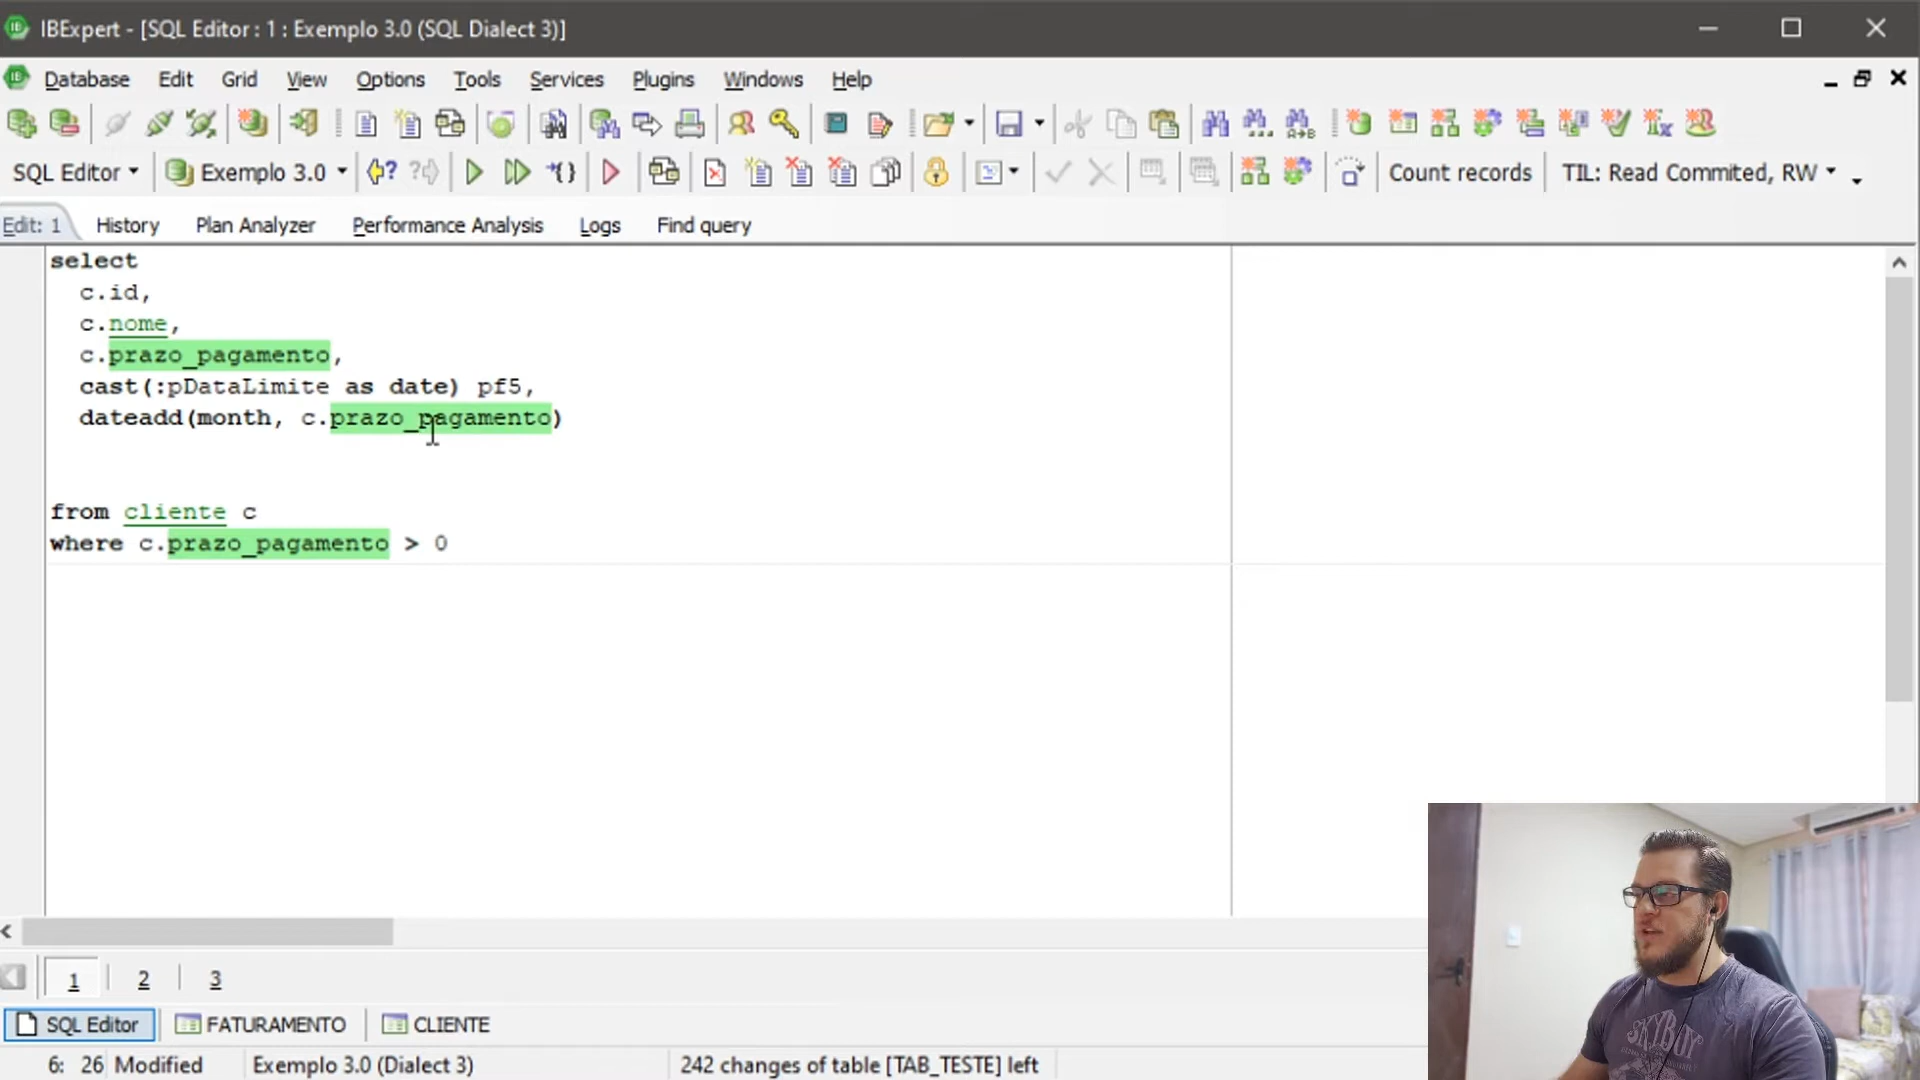 IBExpert - [SQL Editor : 1 : Exemplo 3.0 (SQL Dialect 3)]
Database Edit Grid View Options Tools Services Plugins Windows Help
SQL Editor Exemplo 3.0 Count records TIL: Read Commited, RW
Edit: 1 History Plan Analyzer Performance Analysis Logs Find query
select
c.id,
c.nome,
c.prazo_pagamento,
cast(:pDataLimite as date) pf5,
dateadd(month, c.prazo_pagamento)
from cliente c
where c.prazo_pagamento > 0
1 2 3
SQL Editor FATURAMENTO CLIENTE
6: 26 Modified Exemplo 3.0 (Dialect 3) 242 changes of table [TAB_TESTE] left
SKYBOY